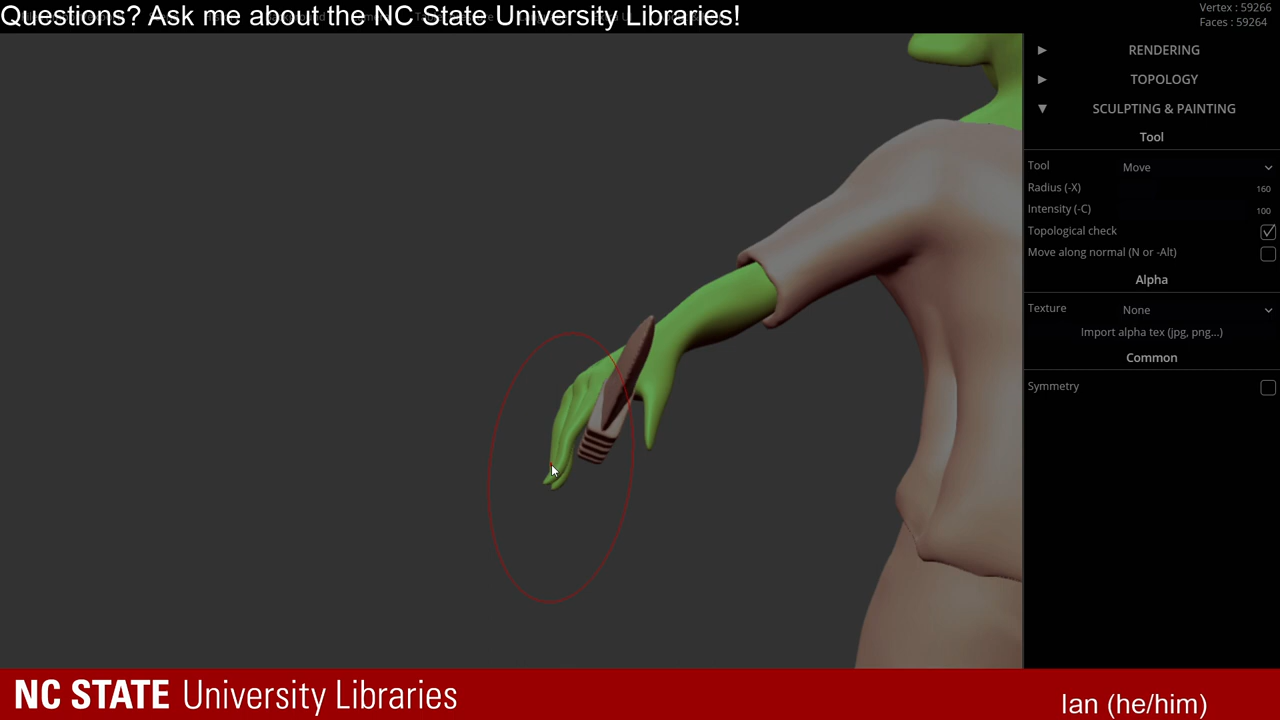 Questions? Ask me about the NC State University Libraries!
Vertex : 59266
Faces : 59264
RENDERING
TOPOLOGY
SCULPTING & PAINTING
Tool
Tool Move
Radius (-X) 160
Intensity (-C) 100
Topological check
Move along normal (N or -Alt)
Alpha
Texture None
Import alpha tex (jpg, png...)
Common
Symmetry
NC STATE University Libraries
Ian (he/him)